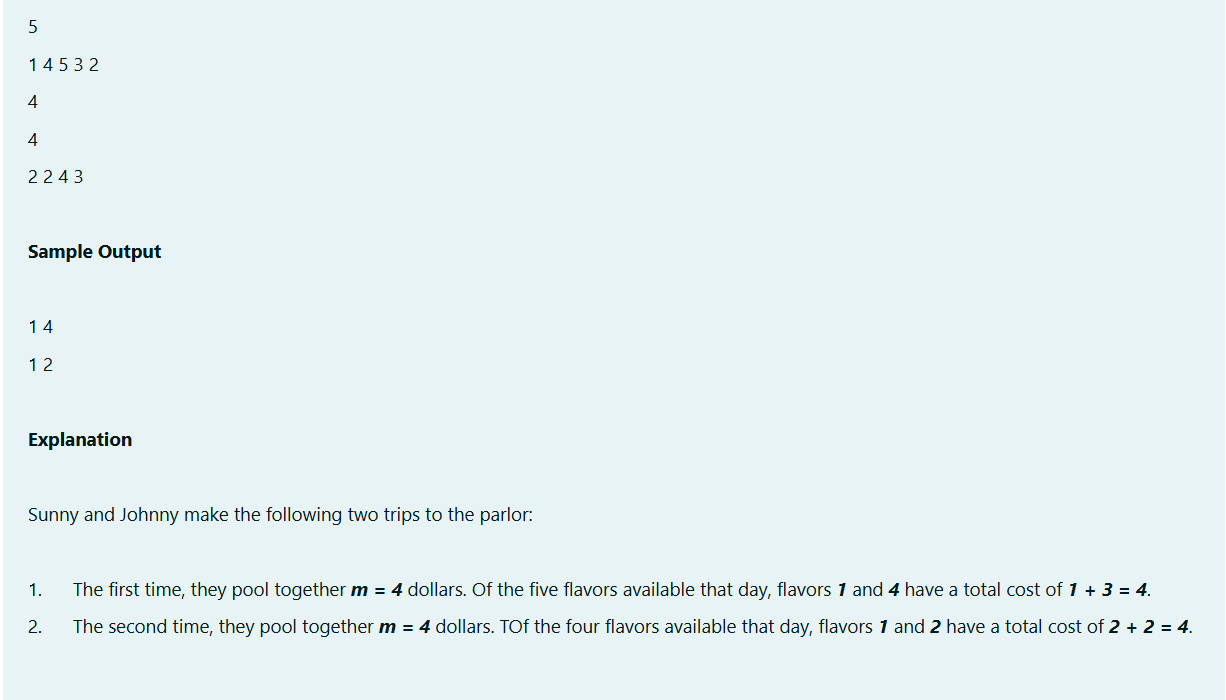 5
1 4 5 3 2
4
4
2 2 4 3
Sample Output
1 4
1 2
Explanation
Sunny and Johnny make the following two trips to the parlor:
1. The first time, they pool together m = 4 dollars. Of the five flavors available that day, flavors 1 and 4 have a total cost of 1 + 3 = 4.
2. The second time, they pool together m = 4 dollars. TOf the four flavors available that day, flavors 1 and 2 have a total cost of 2 + 2 = 4.